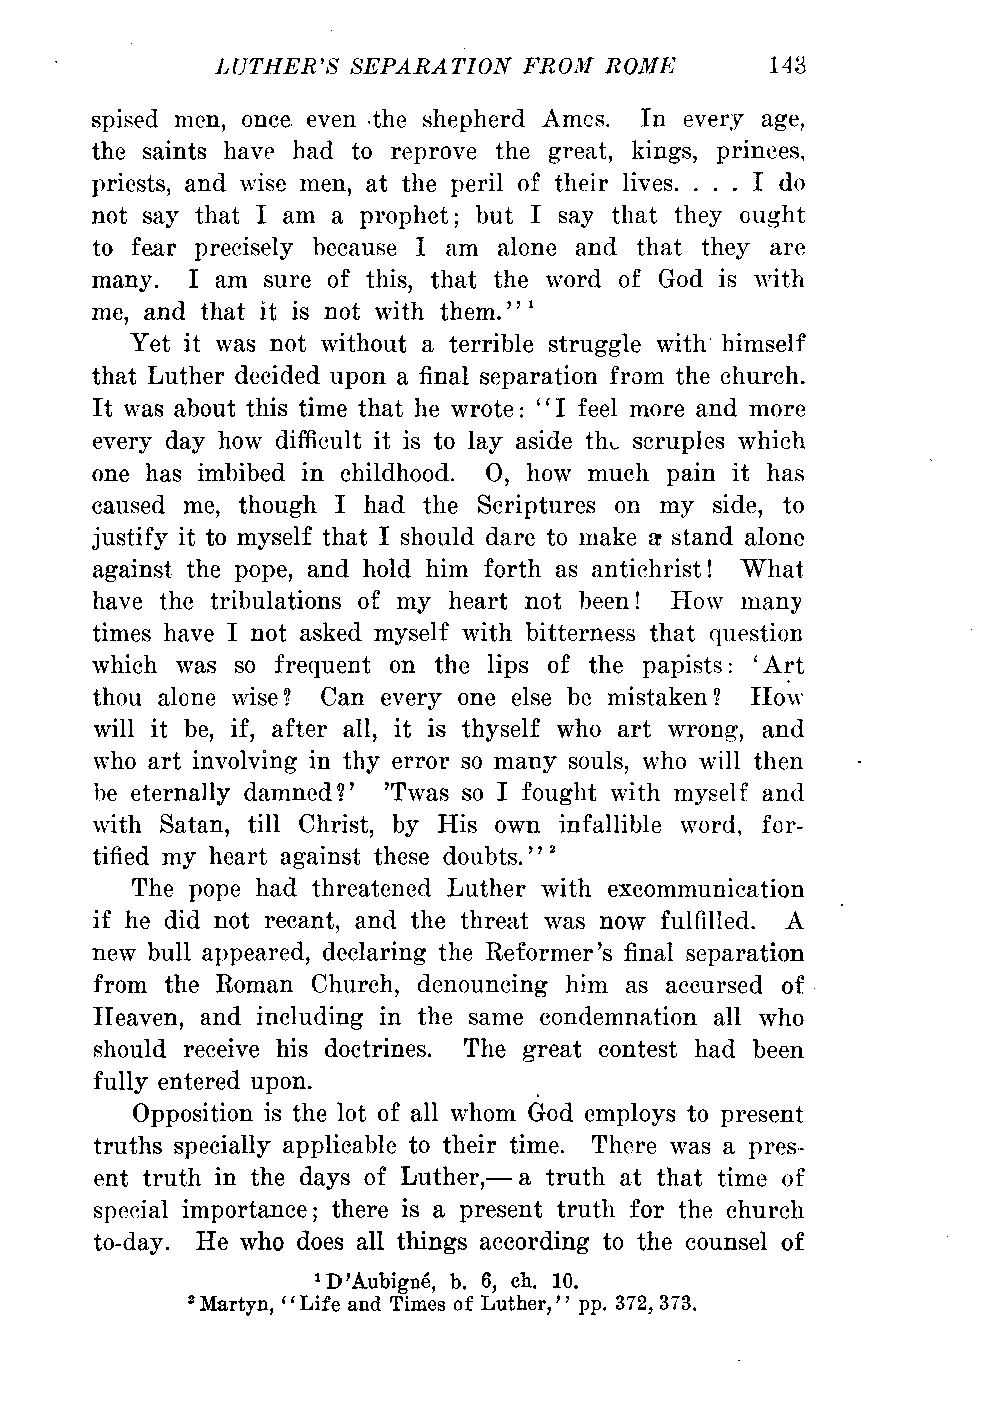 LUTHER'S SEPARATION FROM ROME 143
spised men, once even the shepherd Amos. In every age,
the saints have had to reprove the great, kings, princes,
priests, and wise men, at the peril of their lives. . . . I do
not say that I am a prophet; but I say that they ought
to fear precisely because I am alone and that they are
many. I am sure of this, that the word of God is with
me, and that it is not with them.'' ¹
Yet it was not without a terrible struggle with himself
that Luther decided upon a final separation from the church.
It was about this time that he wrote: ''I feel more and more
every day how difficult it is to lay aside the scruples which
one has imbibed in childhood. O, how much pain it has
caused me, though I had the Scriptures on my side, to
justify it to myself that I should dare to make a stand alone
against the pope, and hold him forth as antichrist! What
have the tribulations of my heart not been! How many
times have I not asked myself with bitterness that question
which was so frequent on the lips of the papists: 'Art
thou alone wise? Can every one else be mistaken? How
will it be, if, after all, it is thyself who art wrong, and
who art involving in thy error so many souls, who will then
be eternally damned?' 'Twas so I fought with myself and
with Satan, till Christ, by His own infallible word, for-
tified my heart against these doubts.'' ²
The pope had threatened Luther with excommunication
if he did not recant, and the threat was now fulfilled. A
new bull appeared, declaring the Reformer's final separation
from the Roman Church, denouncing him as accursed of
Heaven, and including in the same condemnation all who
should receive his doctrines. The great contest had been
fully entered upon.
Opposition is the lot of all whom God employs to present
truths specially applicable to their time. There was a pres-
ent truth in the days of Luther,— a truth at that time of
special importance; there is a present truth for the church
to-day. He who does all things according to the counsel of
¹ D'Aubigné, b. 6, ch. 10.
² Martyn, ''Life and Times of Luther,'' pp. 372, 373.